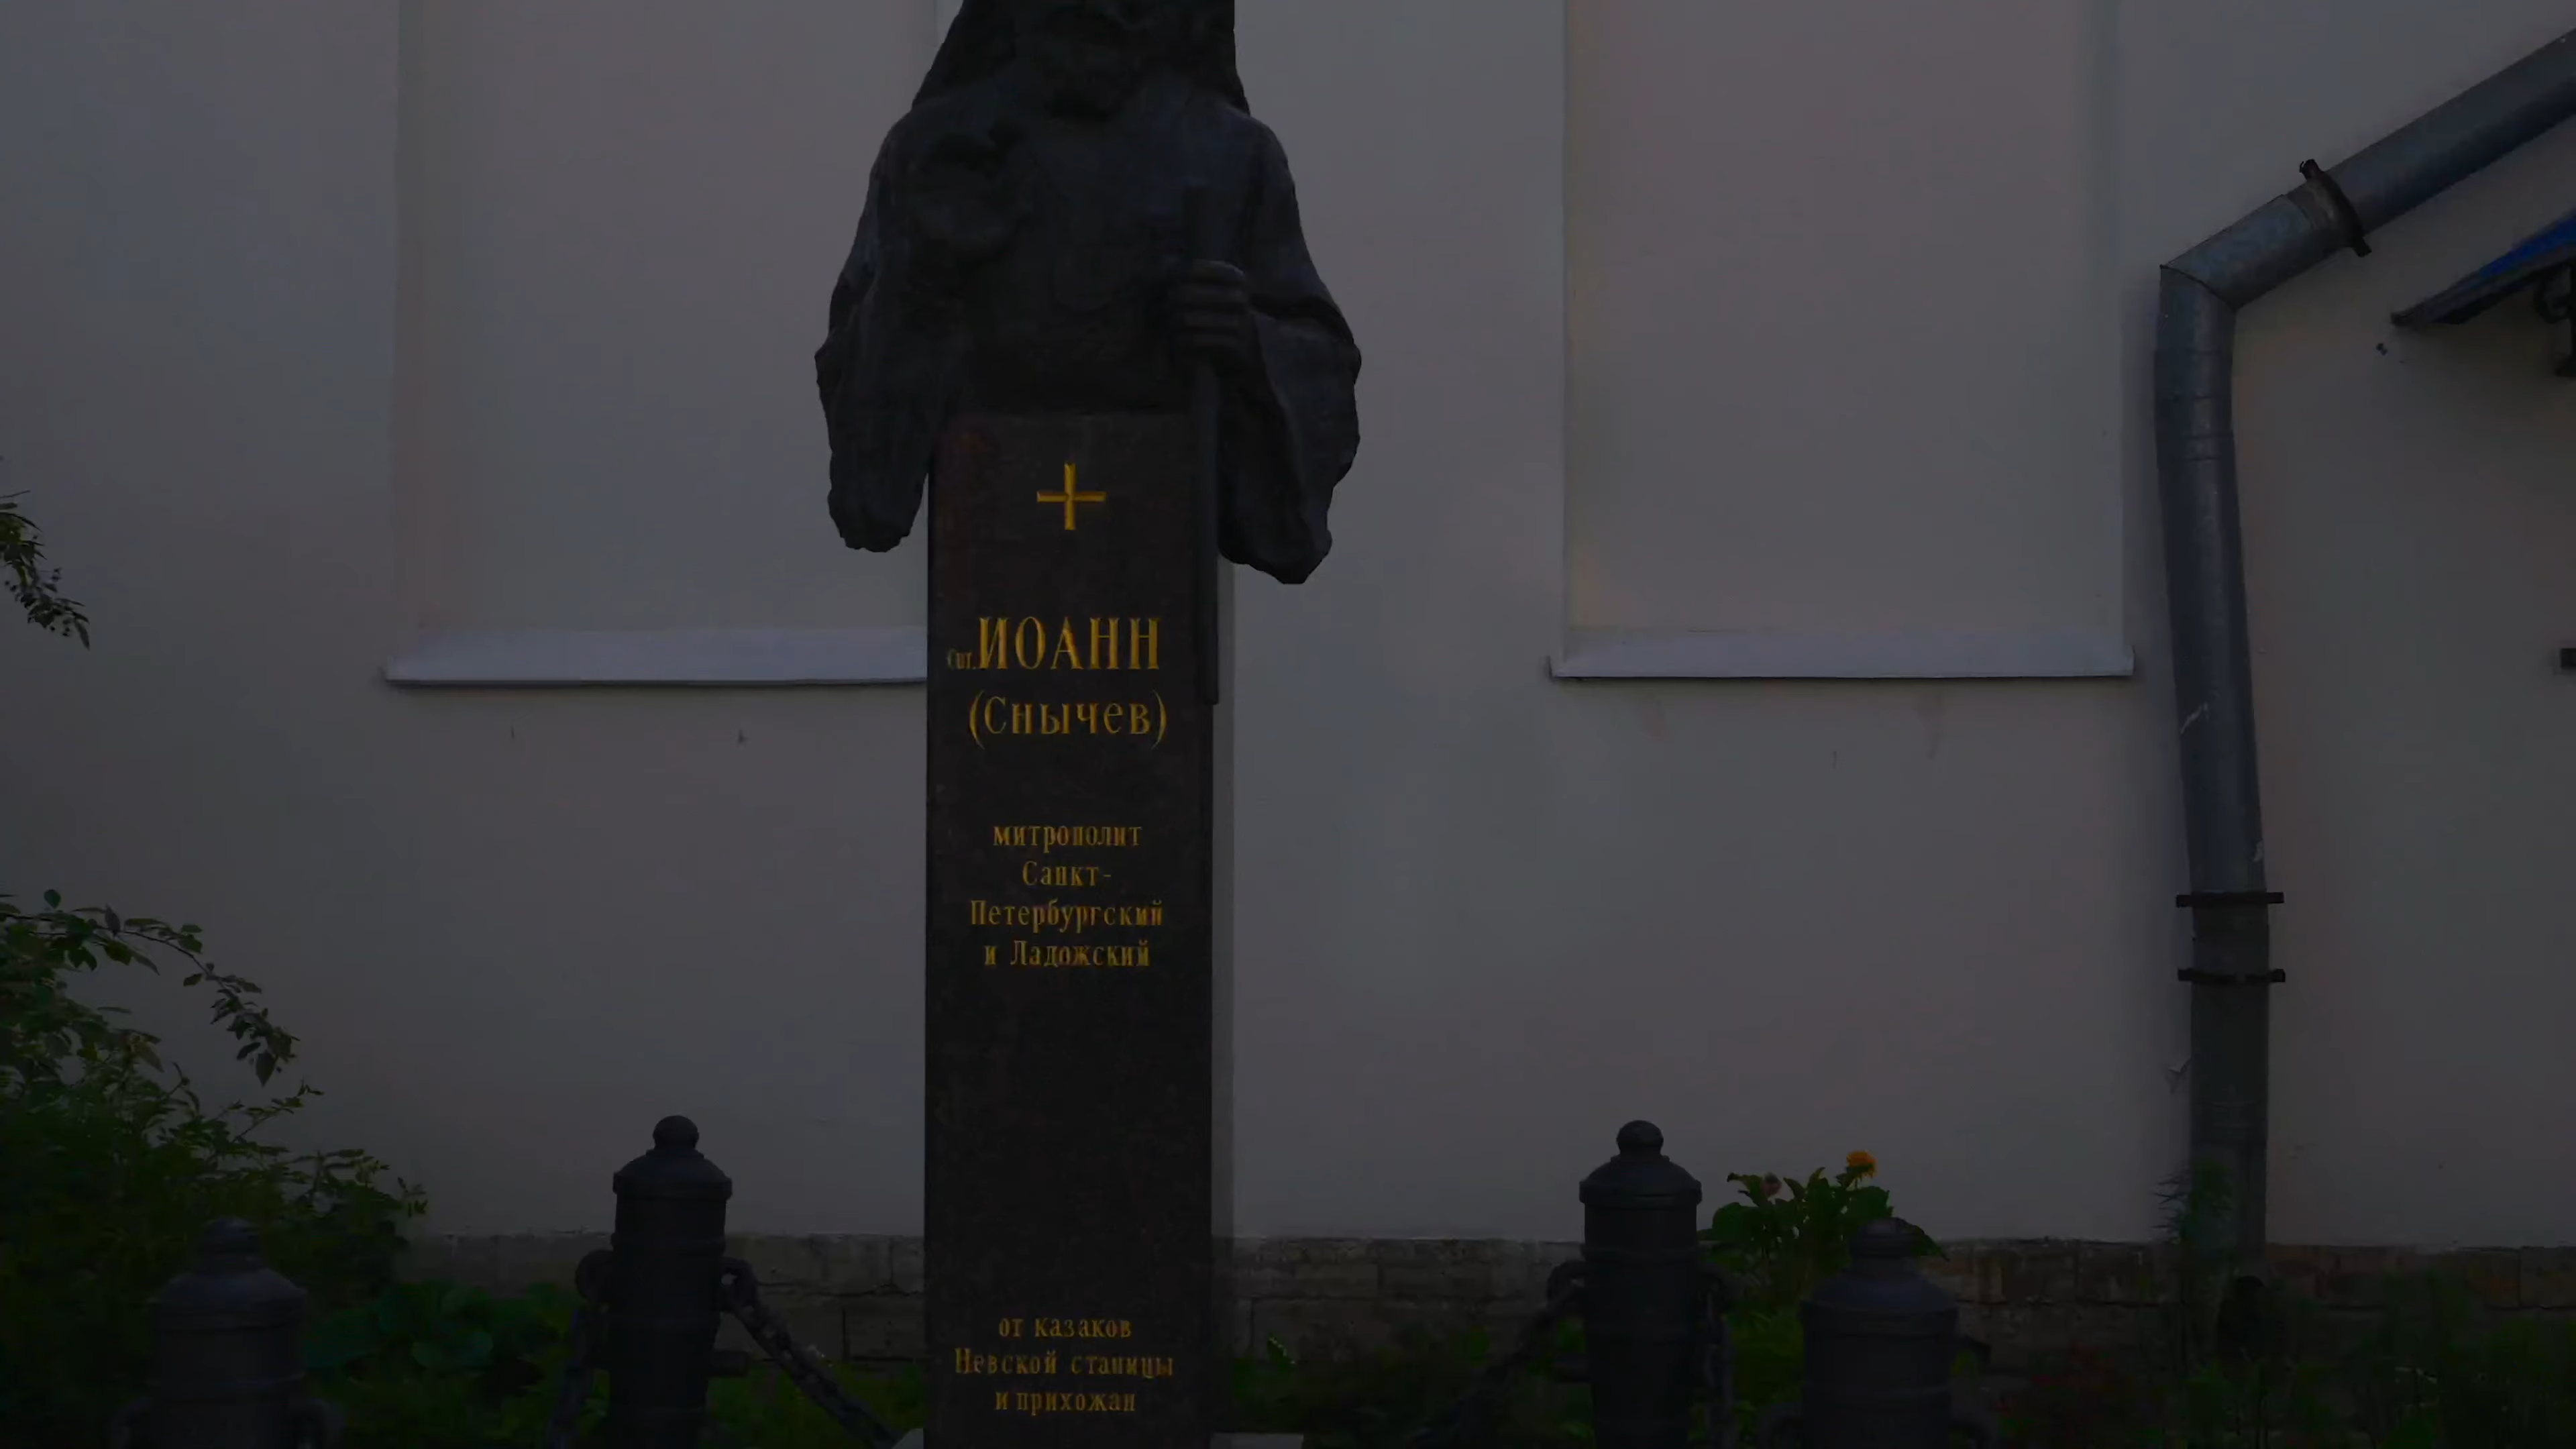 Свт. ИОАНН
(Снычев)
митрополит
Санкт-
Петербургский
и Ладожский
от казаков
Невской станицы
и прихожан